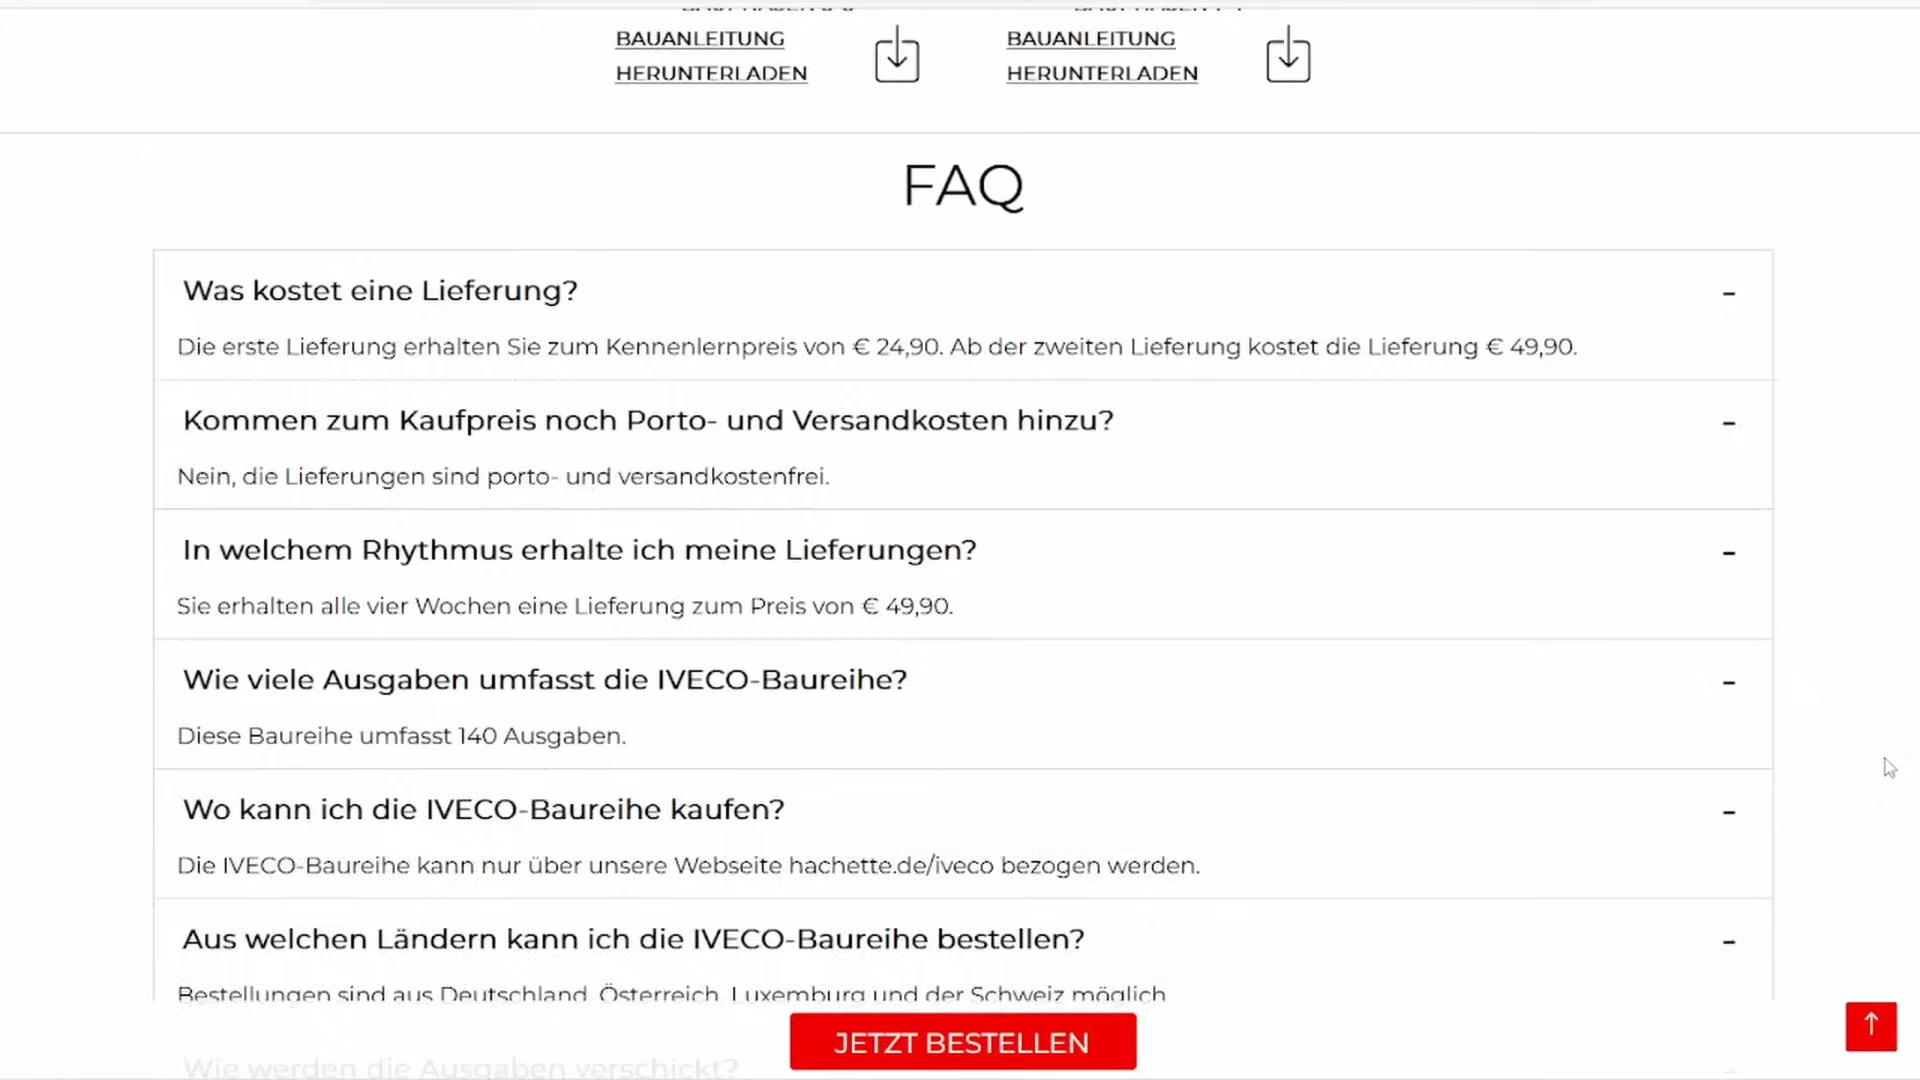 BAUANLEITUNG
HERUNTERLADEN
BAUANLEITUNG
HERUNTERLADEN
FAQ
Was kostet eine Lieferung?
Die erste Lieferung erhalten Sie zum Kennenlernpreis von € 24,90. Ab der zweiten Lieferung kostet die Lieferung € 49,90.
Kommen zum Kaufpreis noch Porto- und Versandkosten hinzu?
Nein, die Lieferungen sind porto- und versandkostenfrei.
In welchem Rhythmus erhalte ich meine Lieferungen?
Sie erhalten alle vier Wochen eine Lieferung zum Preis von € 49,90.
Wie viele Ausgaben umfasst die IVECO-Baureihe?
Diese Baureihe umfasst 140 Ausgaben.
Wo kann ich die IVECO-Baureihe kaufen?
Die IVECO-Baureihe kann nur über unsere Webseite hachette.de/iveco bezogen werden.
Aus welchen Ländern kann ich die IVECO-Baureihe bestellen?
Bestellungen sind aus Deutschland, Österreich, Luxemburg und der Schweiz möglich
JETZT BESTELLEN
Wie werden die Ausgaben verschickt?